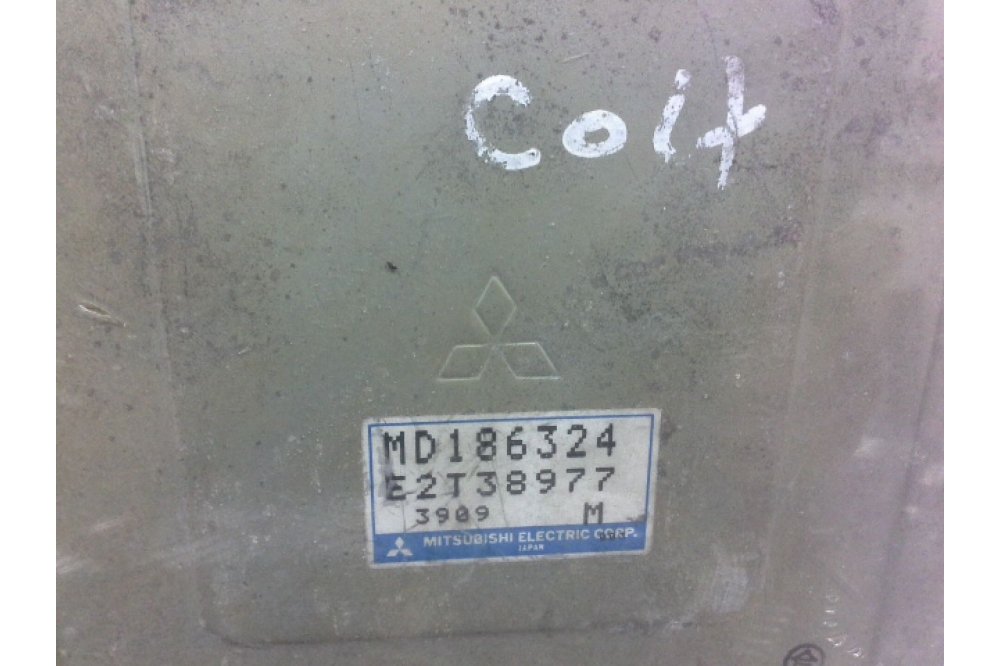 Colt
MD186324
E2T38977
3909 M
MITSUBISHI ELECTRIC CORP.
JAPAN